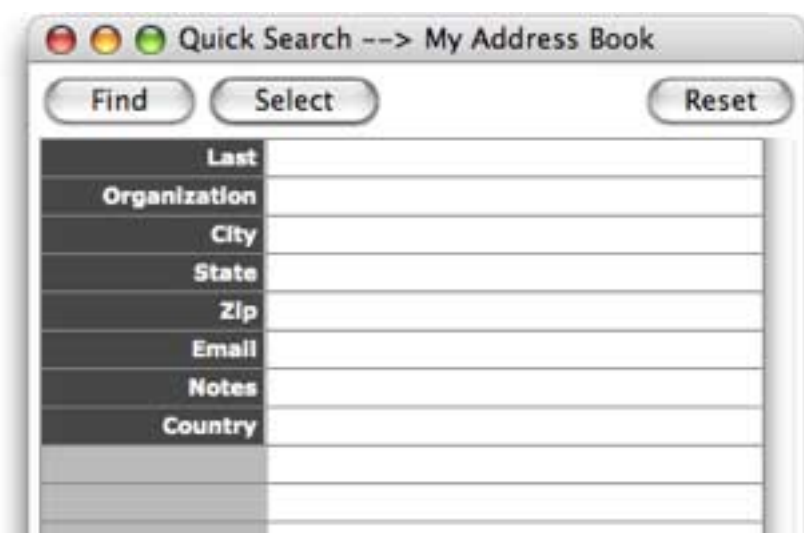 Quick Search --> My Address Book
Find Select Reset
Last
Organization
City
State
Zip
Email
Notes
Country